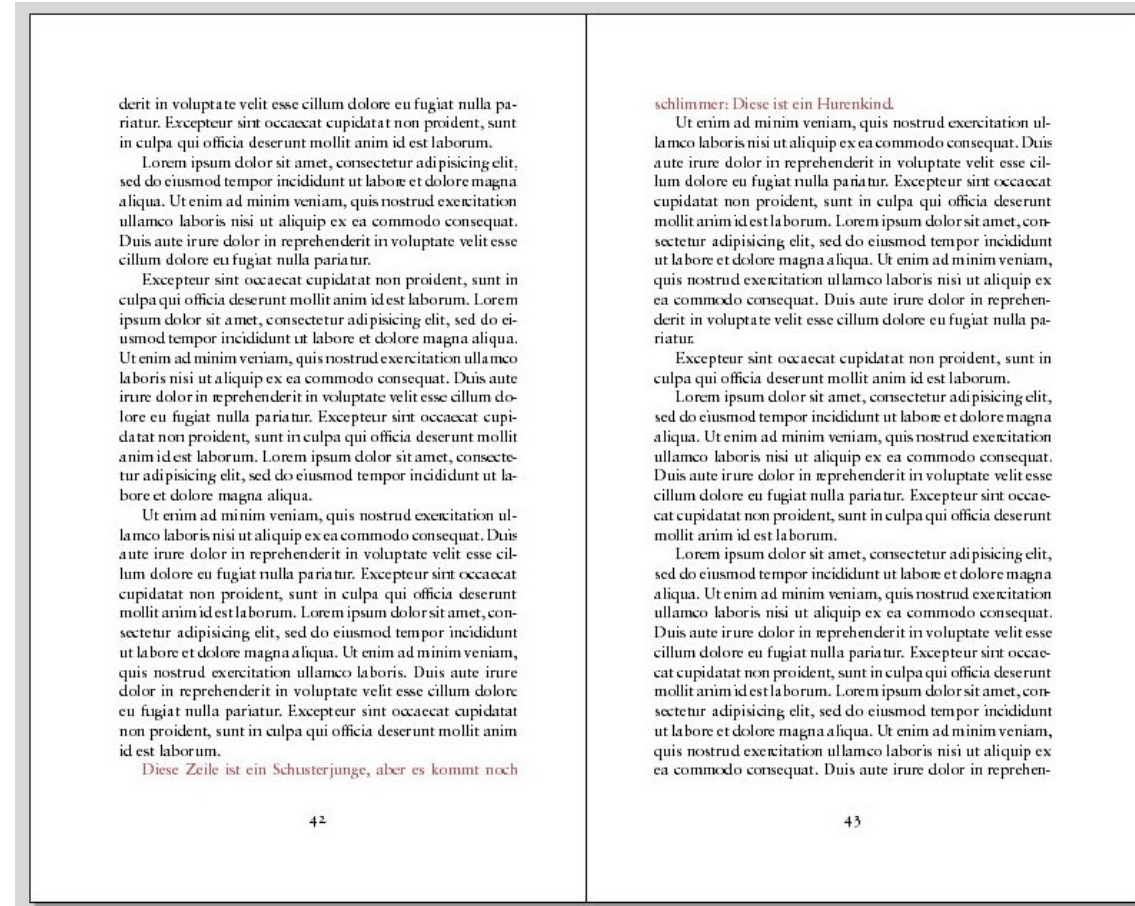 derit in voluptate velit esse cillum dolore eu fugiat nulla pa-
riatur. Excepteur sint occaecat cupidatat non proident, sunt
in culpa qui officia deserunt mollit anim id est laborum.
Lorem ipsum dolor sit amet, consectetur adipisicing elit,
sed do eiusmod tempor incididunt ut labore et dolore magna
aliqua. Ut enim ad minim veniam, quis nostrud exercitation
ullamco laboris nisi ut aliquip ex ea commodo consequat.
Duis aute irure dolor in reprehenderit in voluptate velit esse
cillum dolore eu fugiat nulla pariatur.
Excepteur sint occaecat cupidatat non proident, sunt in
culpa qui officia deserunt mollit anim id est laborum. Lorem
ipsum dolor sit amet, consectetur adipisicing elit, sed do ei-
usmod tempor incididunt ut labore et dolore magna aliqua.
Ut enim ad minim veniam, quis nostrud exercitation ullamco
laboris nisi ut aliquip ex ea commodo consequat. Duis aute
irure dolor in reprehenderit in voluptate velit esse cillum do-
lore eu fugiat nulla pariatur. Excepteur sint occaecat cupi-
datat non proident, sunt in culpa qui officia deserunt mollit
anim id est laborum. Lorem ipsum dolor sit amet, consecte-
tur adipisicing elit, sed do eiusmod tempor incididunt ut la-
bore et dolore magna aliqua.
Ut enim ad minim veniam, quis nostrud exercitation ul-
lamco laboris nisi ut aliquip ex ea commodo consequat. Duis
aute irure dolor in reprehenderit in voluptate velit esse cil-
lum dolore eu fugiat nulla pariatur. Excepteur sint occaecat
cupidatat non proident, sunt in culpa qui officia deserunt
mollit anim id est laborum. Lorem ipsum dolor sit amet, con-
sectetur adipisicing elit, sed do eiusmod tempor incididunt
ut labore et dolore magna aliqua. Ut enim ad minim veniam,
quis nostrud exercitation ullamco laboris. Duis aute irure
dolor in reprehenderit in voluptate velit esse cillum dolore
eu fugiat nulla pariatur. Excepteur sint occaecat cupidatat
non proident, sunt in culpa qui officia deserunt mollit anim
id est laborum.
Diese Zeile ist ein Schusterjunge, aber es kommt noch
42
schlimmer: Diese ist ein Hurenkind.
Ut enim ad minim veniam, quis nostrud exercitation ul-
lamco laboris nisi ut aliquip ex ea commodo consequat. Duis
aute irure dolor in reprehenderit in voluptate velit esse cil-
lum dolore eu fugiat nulla pariatur. Excepteur sint occaecat
cupidatat non proident, sunt in culpa qui officia deserunt
mollit anim id est laborum. Lorem ipsum dolor sit amet, con-
sectetur adipisicing elit, sed do eiusmod tempor incididunt
ut labore et dolore magna aliqua. Ut enim ad minim veniam,
quis nostrud exercitation ullamco laboris nisi ut aliquip ex
ea commodo consequat. Duis aute irure dolor in reprehen-
derit in voluptate velit esse cillum dolore eu fugiat nulla pa-
riatur.
Excepteur sint occaecat cupidatat non proident, sunt in
culpa qui officia deserunt mollit anim id est laborum.
Lorem ipsum dolor sit amet, consectetur adipisicing elit,
sed do eiusmod tempor incididunt ut labore et dolore magna
aliqua. Ut enim ad minim veniam, quis nostrud exercitation
ullamco laboris nisi ut aliquip ex ea commodo consequat.
Duis aute irure dolor in reprehenderit in voluptate velit esse
cillum dolore eu fugiat nulla pariatur. Excepteur sint occae-
cat cupidatat non proident, sunt in culpa qui officia deserunt
mollit anim id est laborum.
Lorem ipsum dolor sit amet, consectetur adipisicing elit,
sed do eiusmod tempor incididunt ut labore et dolore magna
aliqua. Ut enim ad minim veniam, quis nostrud exercitation
ullamco laboris nisi ut aliquip ex ea commodo consequat.
Duis aute irure dolor in reprehenderit in voluptate velit esse
cillum dolore eu fugiat nulla pariatur. Excepteur sint occae-
cat cupidatat non proident, sunt in culpa qui officia deserunt
mollit anim id est laborum. Lorem ipsum dolor sit amet, con-
sectetur adipisicing elit, sed do eiusmod tempor incididunt
ut labore et dolore magna aliqua. Ut enim ad minim veniam,
quis nostrud exercitation ullamco laboris nisi ut aliquip ex
ea commodo consequat. Duis aute irure dolor in reprehen-
43